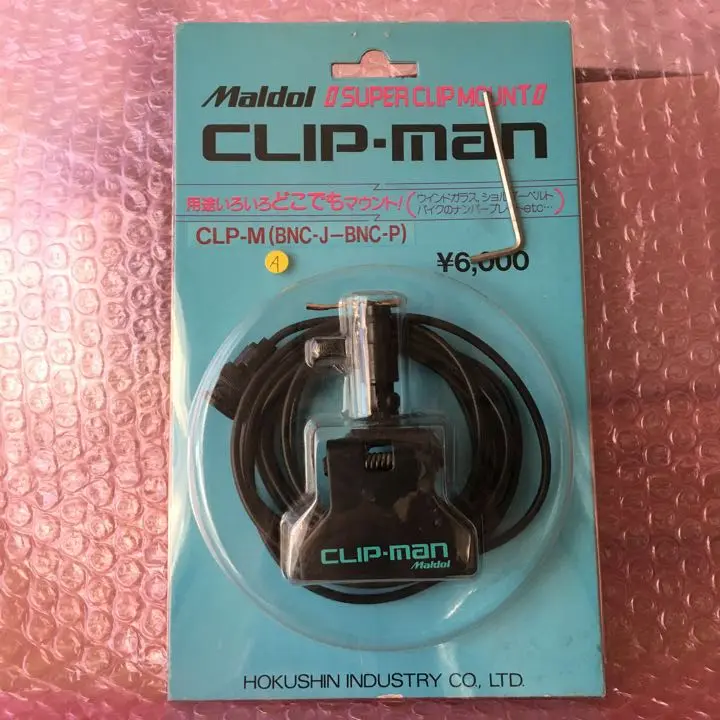 Maldol 〚SUPER CLIP MOUNT〛
CLIP-man
用途いろいろどこでもマウント! (ウインドガラス、ショルダーベルト
バイクのナンバープレートetc…)
CLP-M (BNC-J-BNC-P)
A
¥6,000
CLIP-man
Maldol
HOKUSHIN INDUSTRY CO., LTD.